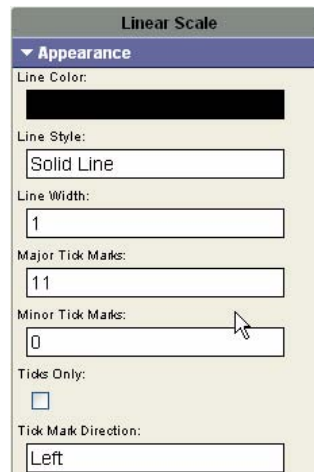 Linear Scale
Appearance
Line Color:
Line Style:
Solid Line
Line Width:
1
Major Tick Marks:
11
Minor Tick Marks:
0
Ticks Only:
Tick Mark Direction:
Left